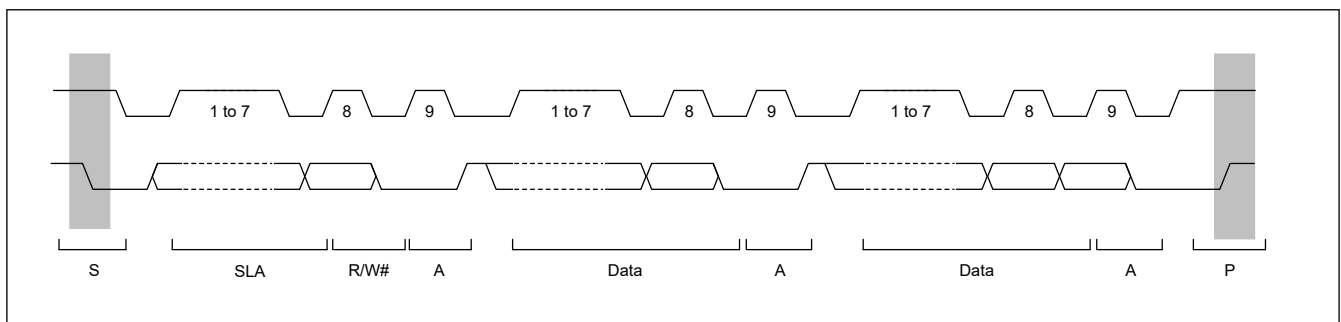 1 to 7 8 9 1 to 7 8 9 1 to 7 8 9
S SLA R/W# A Data A Data A P